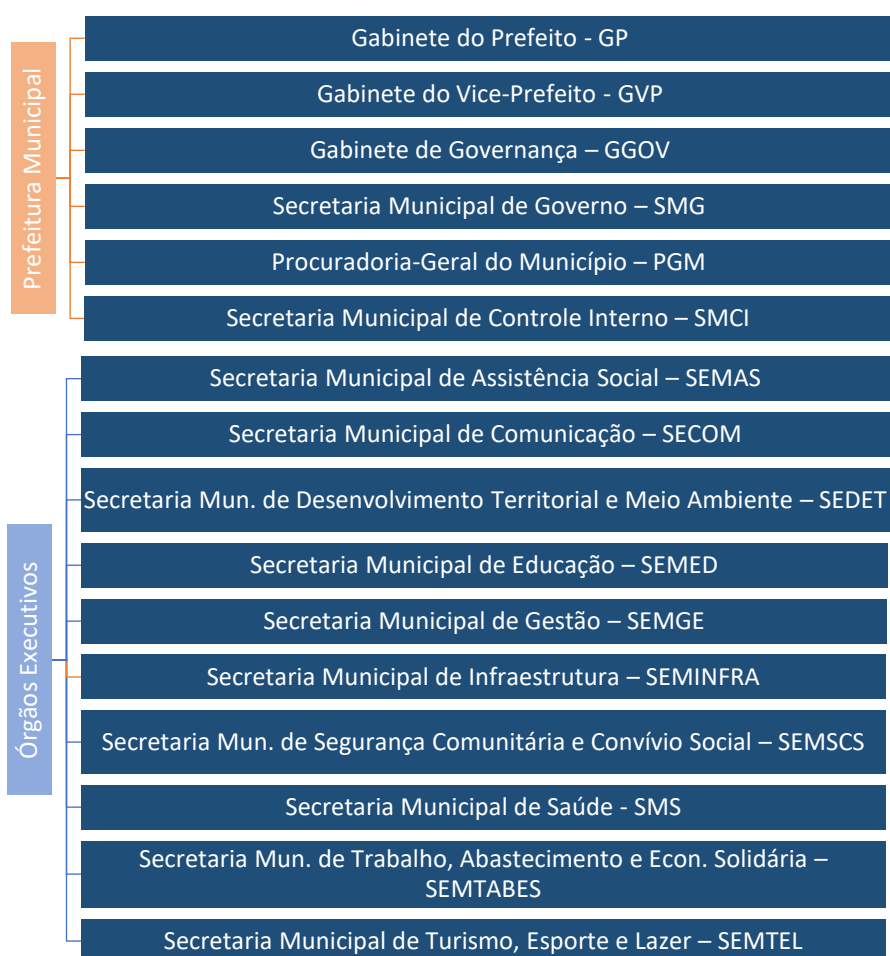 Prefeitura Municipal
Gabinete do Prefeito - GP
Gabinete do Vice-Prefeito - GVP
Gabinete de Governança – GGOV
Secretaria Municipal de Governo – SMG
Procuradoria-Geral do Município – PGM
Secretaria Municipal de Controle Interno – SMCI
Órgãos Executivos
Secretaria Municipal de Assistência Social – SEMAS
Secretaria Municipal de Comunicação – SECOM
Secretaria Mun. de Desenvolvimento Territorial e Meio Ambiente – SEDET
Secretaria Municipal de Educação – SEMED
Secretaria Municipal de Gestão – SEMGE
Secretaria Municipal de Infraestrutura – SEMINFRA
Secretaria Mun. de Segurança Comunitária e Convívio Social – SEMSCS
Secretaria Municipal de Saúde - SMS
Secretaria Mun. de Trabalho, Abastecimento e Econ. Solidária –
SEMTABES
Secretaria Municipal de Turismo, Esporte e Lazer – SEMTEL